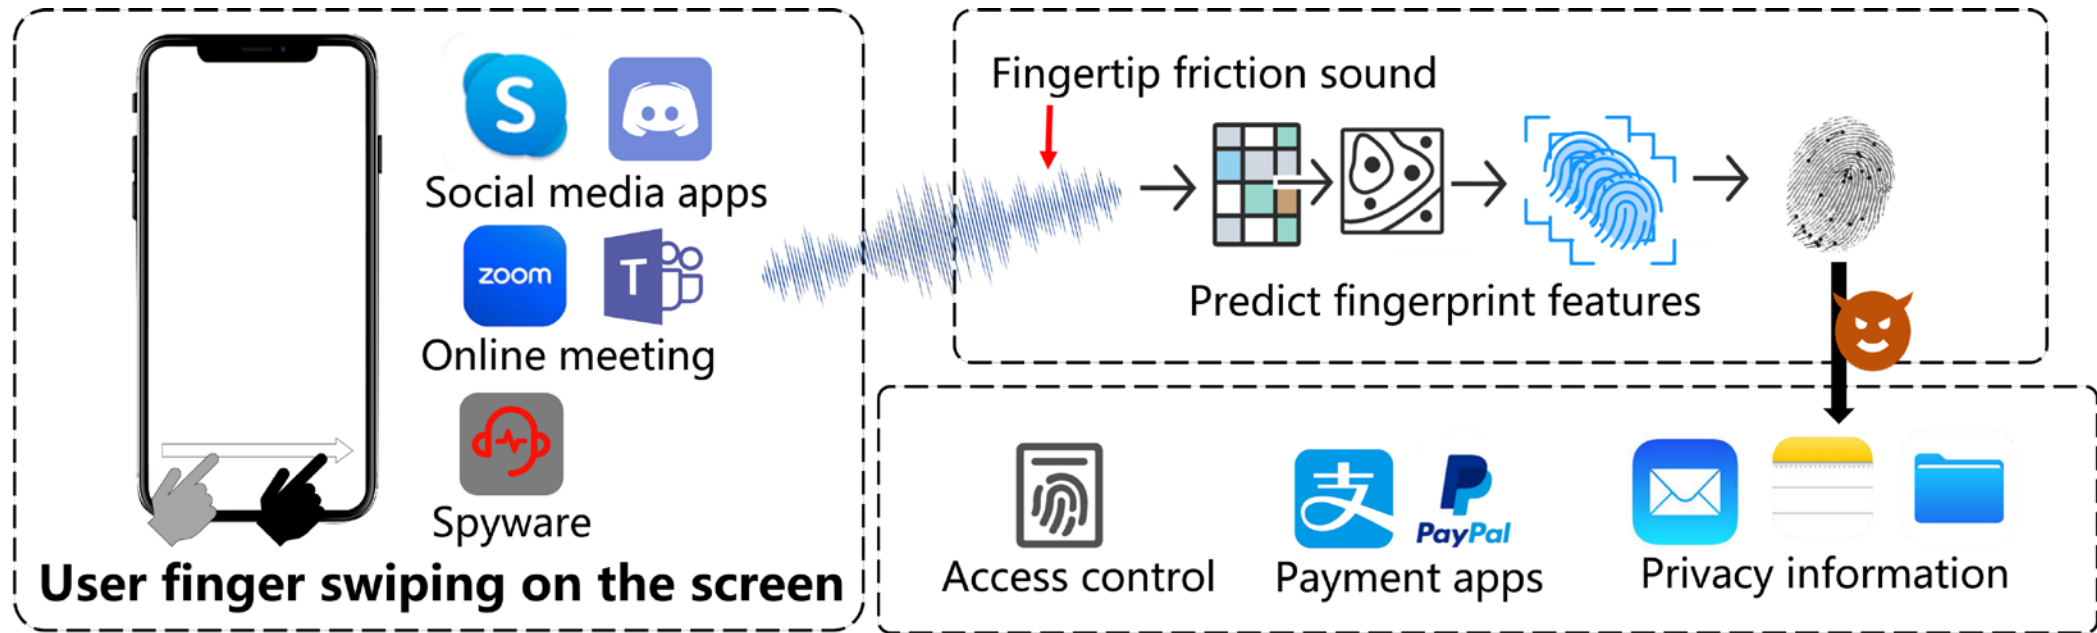 S
Social media apps
zoom
T
Online meeting
Spyware
User finger swiping on the screen
Fingertip friction sound
Predict fingerprint features
Access control
支
PayPal
Payment apps
Privacy information